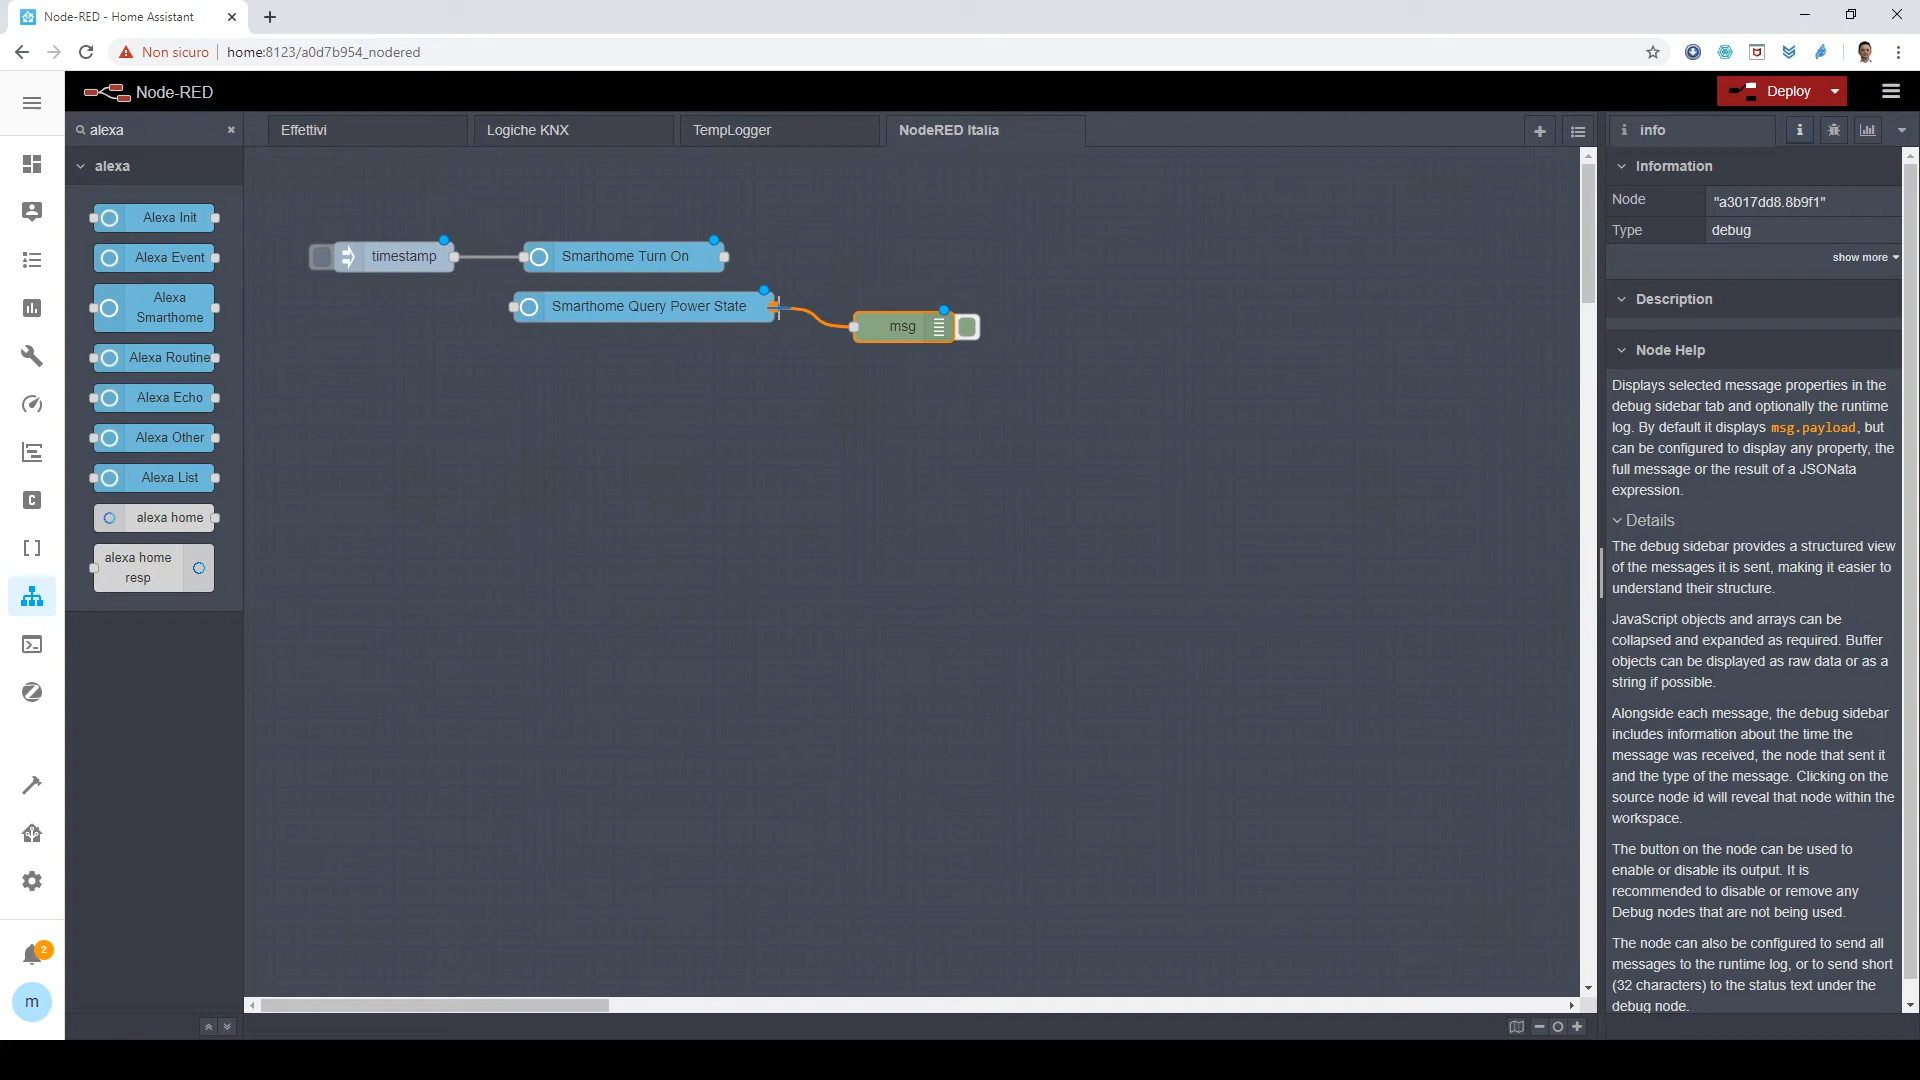 Node-RED - Home Assistant
Non sicuro
home:8123/a0d7b954_nodered
Node-RED
Deploy
alexa
Effettivi
Logiche KNX
TempLogger
NodeRED Italia
i
info
i
alexa
Alexa Init
Alexa Event
Alexa
Smarthome
Alexa Routine
Alexa Echo
Alexa Other
Alexa List
alexa home
alexa home
resp
timestamp
Smarthome Turn On
Smarthome Query Power State
msg
Information
Node
"a3017dd8.8b9f1"
Type
debug
show more
Description
Node Help
Displays selected message properties in the
debug sidebar tab and optionally the runtime
log. By default it displays msg.payload, but
can be configured to display any property, the
full message or the result of a JSONata
expression.
Details
The debug sidebar provides a structured view
of the messages it is sent, making it easier to
understand their structure.
JavaScript objects and arrays can be
collapsed and expanded as required. Buffer
objects can be displayed as raw data or as a
string if possible.
Alongside each message, the debug sidebar
includes information about the time the
message was received, the node that sent it
and the type of the message. Clicking on the
source node id will reveal that node within the
workspace.
The button on the node can be used to
enable or disable its output. It is
recommended to disable or remove any
Debug nodes that are not being used.
The node can also be configured to send all
messages to the runtime log, or to send short
(32 characters) to the status text under the
debug node.
C
2
m